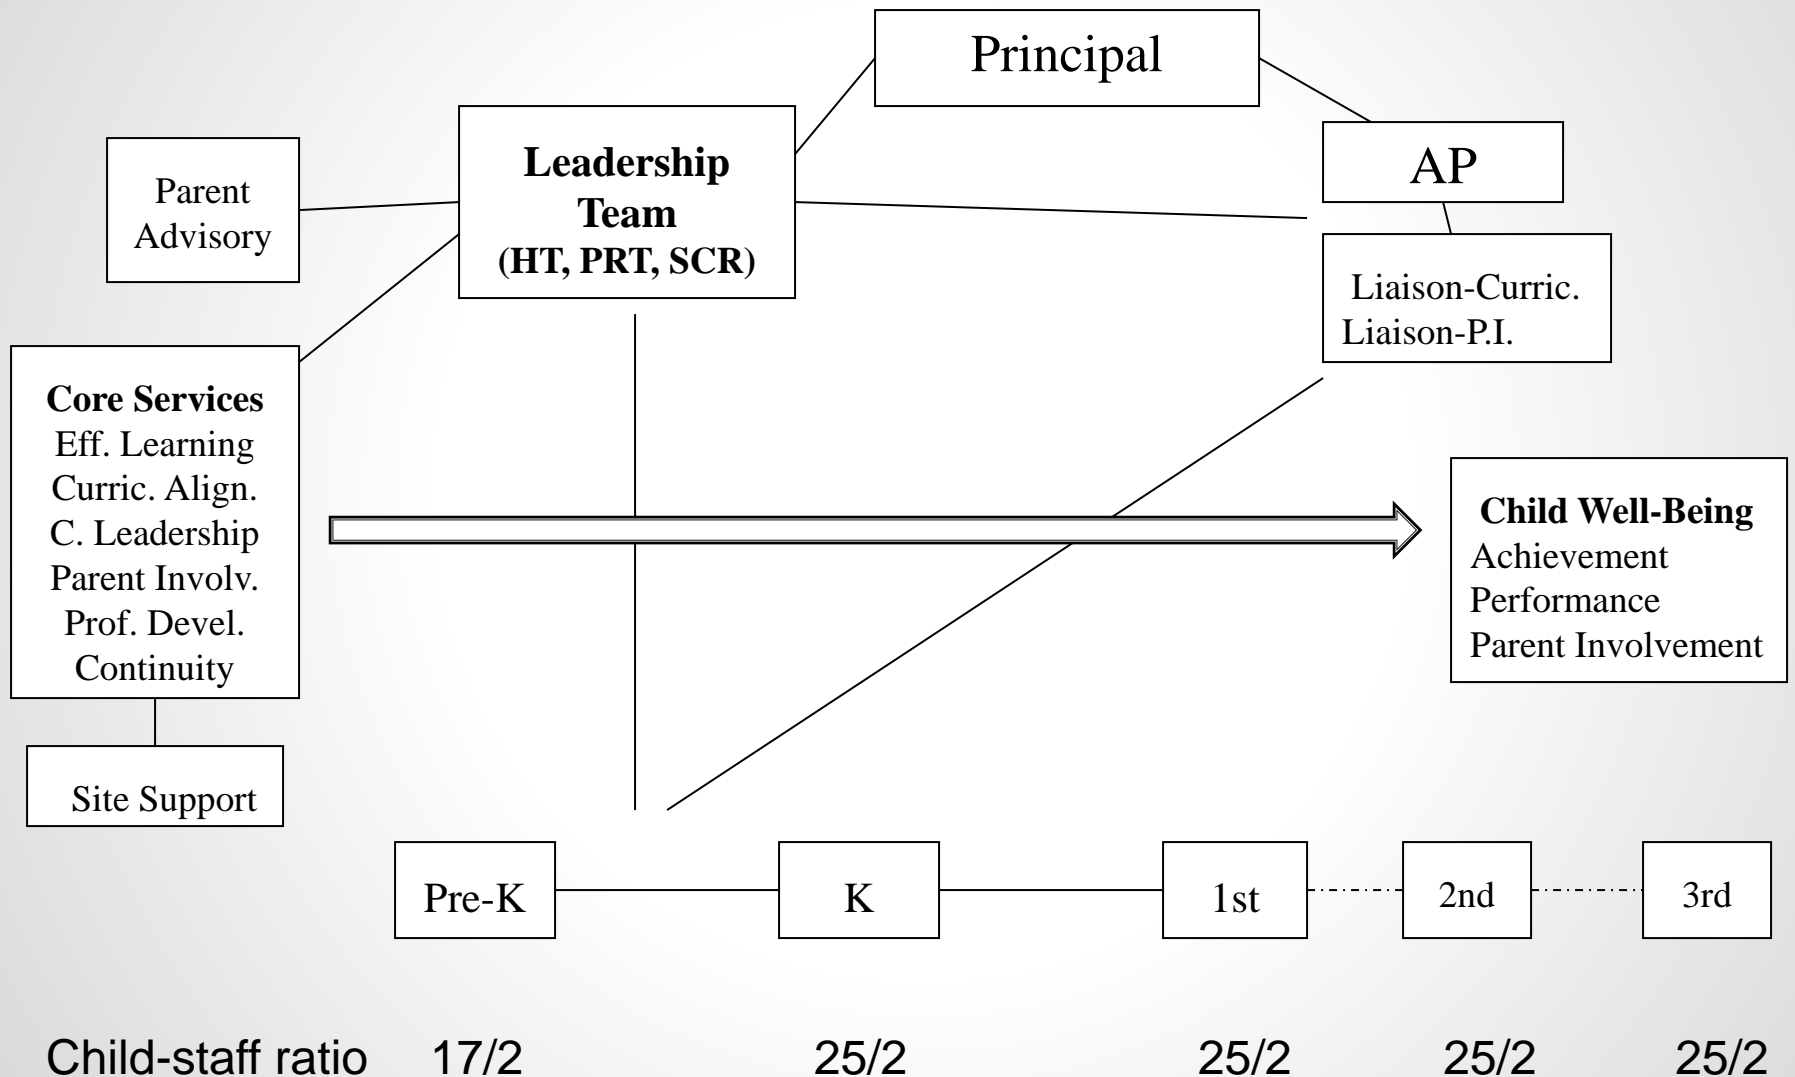 Principal
Leadership
Team
(HT, PRT, SCR)
Parent
Advisory
AP
Liaison-Curric.
Liaison-P.I.
Core Services
Eff. Learning
Curric. Align.
C. Leadership
Parent Involv.
Prof. Devel.
Continuity
Child Well-Being
Achievement
Performance
Parent Involvement
Site Support
Pre-K
K
1st
2nd
3rd
Child-staff ratio 17/2 25/2 25/2 25/2 25/2